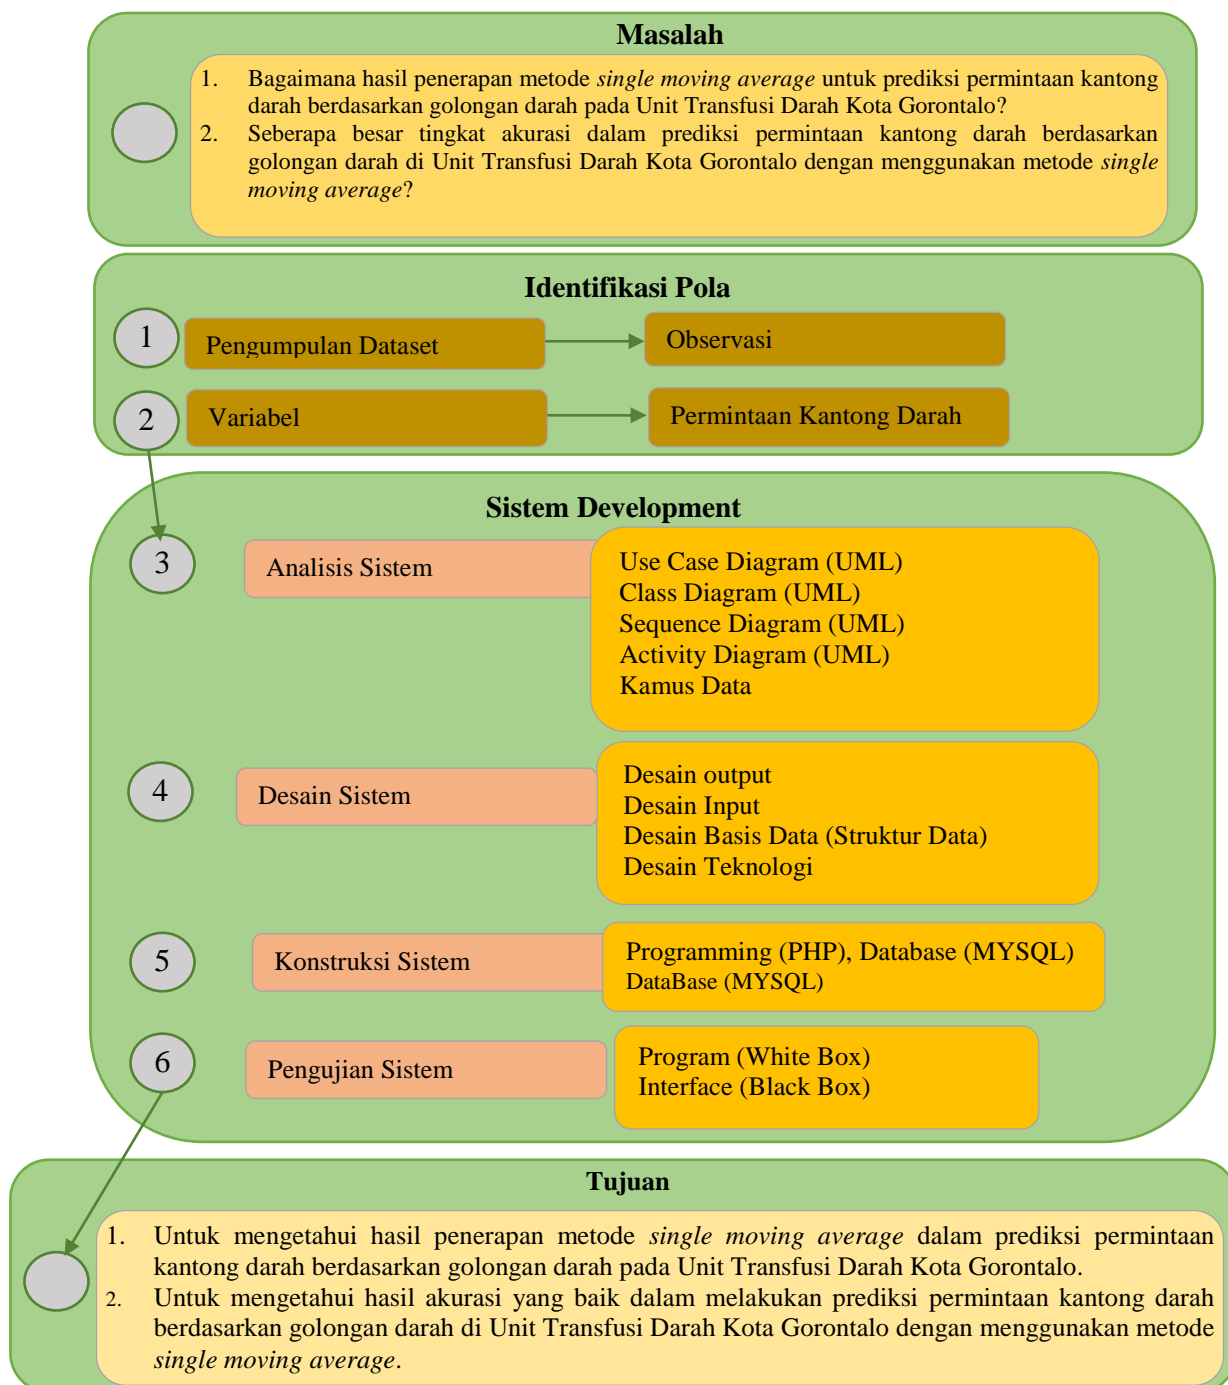 Masalah
1. Bagaimana hasil penerapan metode single moving average untuk prediksi permintaan kantong
darah berdasarkan golongan darah pada Unit Transfusi Darah Kota Gorontalo?
2. Seberapa besar tingkat akurasi dalam prediksi permintaan kantong darah berdasarkan
golongan darah di Unit Transfusi Darah Kota Gorontalo dengan menggunakan metode single
moving average?
Identifikasi Pola
1 Pengumpulan Dataset Observasi
2 Variabel Permintaan Kantong Darah
Sistem Development
3 Analisis Sistem
Use Case Diagram (UML)
Class Diagram (UML)
Sequence Diagram (UML)
Activity Diagram (UML)
Kamus Data
4 Desain Sistem
Desain output
Desain Input
Desain Basis Data (Struktur Data)
Desain Teknologi
5 Konstruksi Sistem
Programming (PHP), Database (MYSQL)
DataBase (MYSQL)
6 Pengujian Sistem
Program (White Box)
Interface (Black Box)
Tujuan
1. Untuk mengetahui hasil penerapan metode single moving average dalam prediksi permintaan
kantong darah berdasarkan golongan darah pada Unit Transfusi Darah Kota Gorontalo.
2. Untuk mengetahui hasil akurasi yang baik dalam melakukan prediksi permintaan kantong darah
berdasarkan golongan darah di Unit Transfusi Darah Kota Gorontalo dengan menggunakan metode
single moving average.